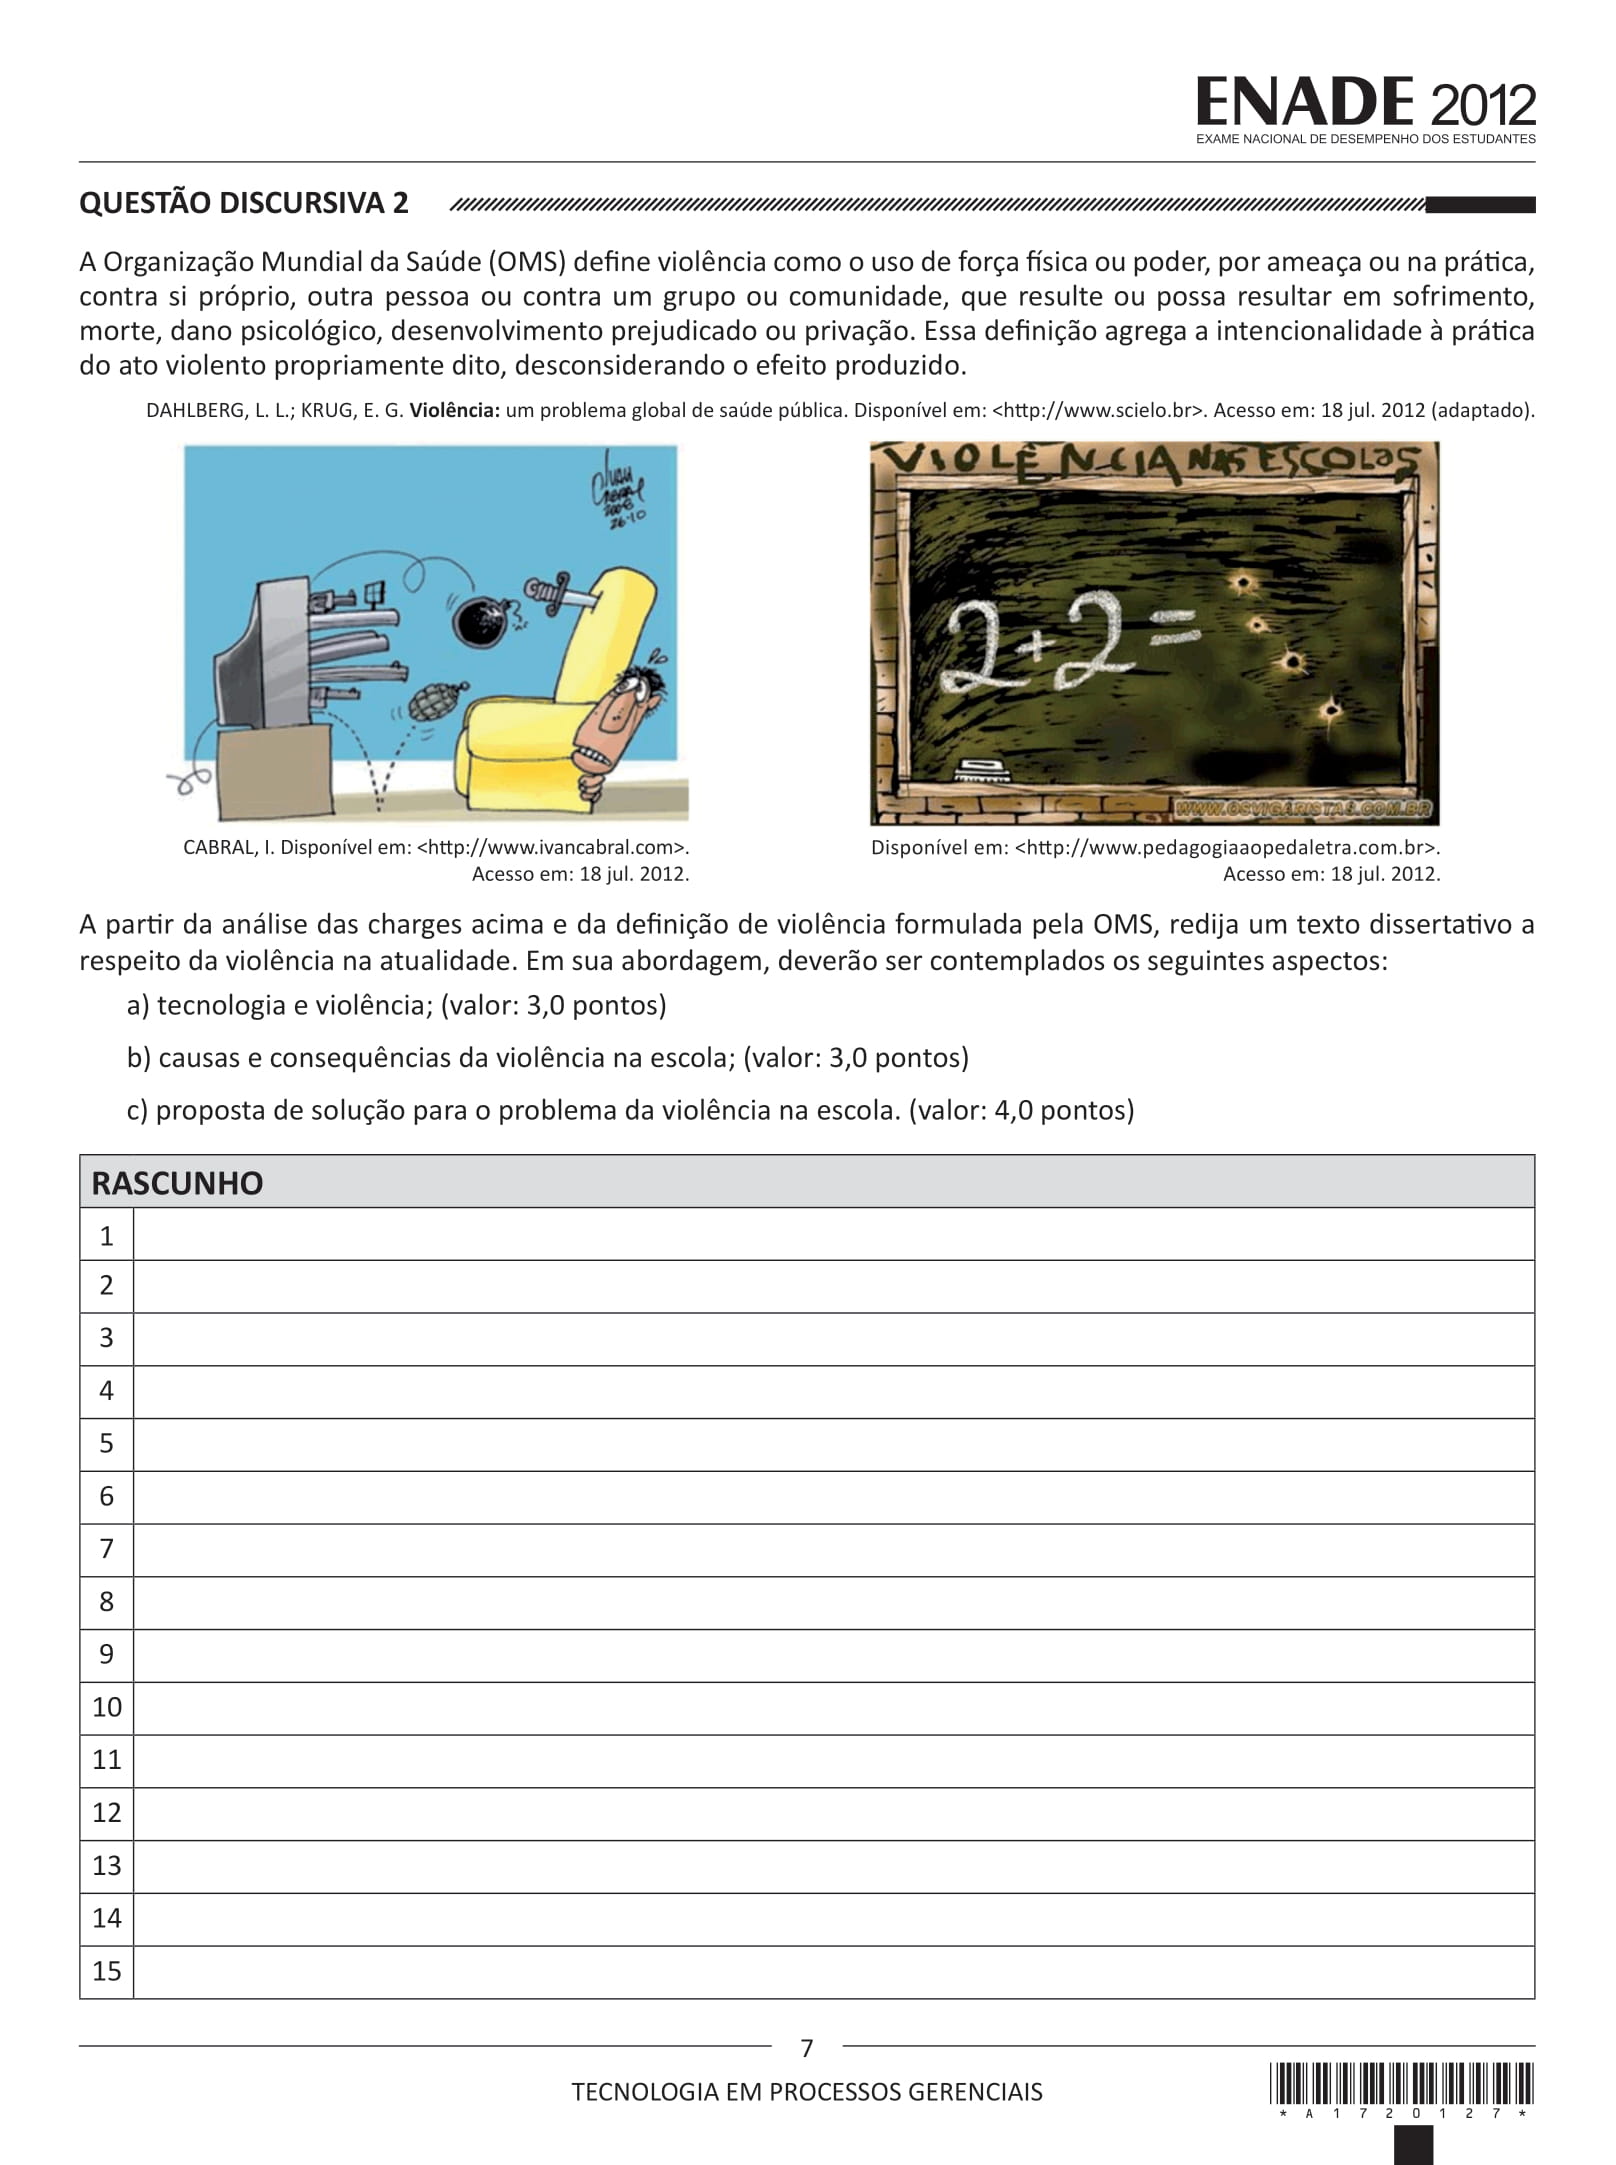 ENADE 2012
EXAME NACIONAL DE DESEMPENHO DOS ESTUDANTES
QUESTÃO DISCURSIVA 2
A Organização Mundial da Saúde (OMS) define violência como o uso de força física ou poder, por ameaça ou na prática,
contra si próprio, outra pessoa ou contra um grupo ou comunidade, que resulte ou possa resultar em sofrimento,
morte, dano psicológico, desenvolvimento prejudicado ou privação. Essa definição agrega a intencionalidade à prática
do ato violento propriamente dito, desconsiderando o efeito produzido.
DAHLBERG, L. L.; KRUG, E. G. Violência: um problema global de saúde pública. Disponível em: <http://www.scielo.br>. Acesso em: 18 jul. 2012 (adaptado).
Ivan
Cabral
2008
26-10
VIOLÊNCIA NAS ESCOLAS
2+2=
WWW.OSVIGARISTAS.COM.BR
CABRAL, I. Disponível em: <http://www.ivancabral.com>.
Acesso em: 18 jul. 2012.
Disponível em: <http://www.pedagogiaaopedaletra.com.br>.
Acesso em: 18 jul. 2012.
A partir da análise das charges acima e da definição de violência formulada pela OMS, redija um texto dissertativo a
respeito da violência na atualidade. Em sua abordagem, deverão ser contemplados os seguintes aspectos:
a) tecnologia e violência; (valor: 3,0 pontos)
b) causas e consequências da violência na escola; (valor: 3,0 pontos)
c) proposta de solução para o problema da violência na escola. (valor: 4,0 pontos)
RASCUNHO
1
2
3
4
5
6
7
8
9
10
11
12
13
14
15
7
TECNOLOGIA EM PROCESSOS GERENCIAIS
* A 1 7 2 0 1 2 7 *